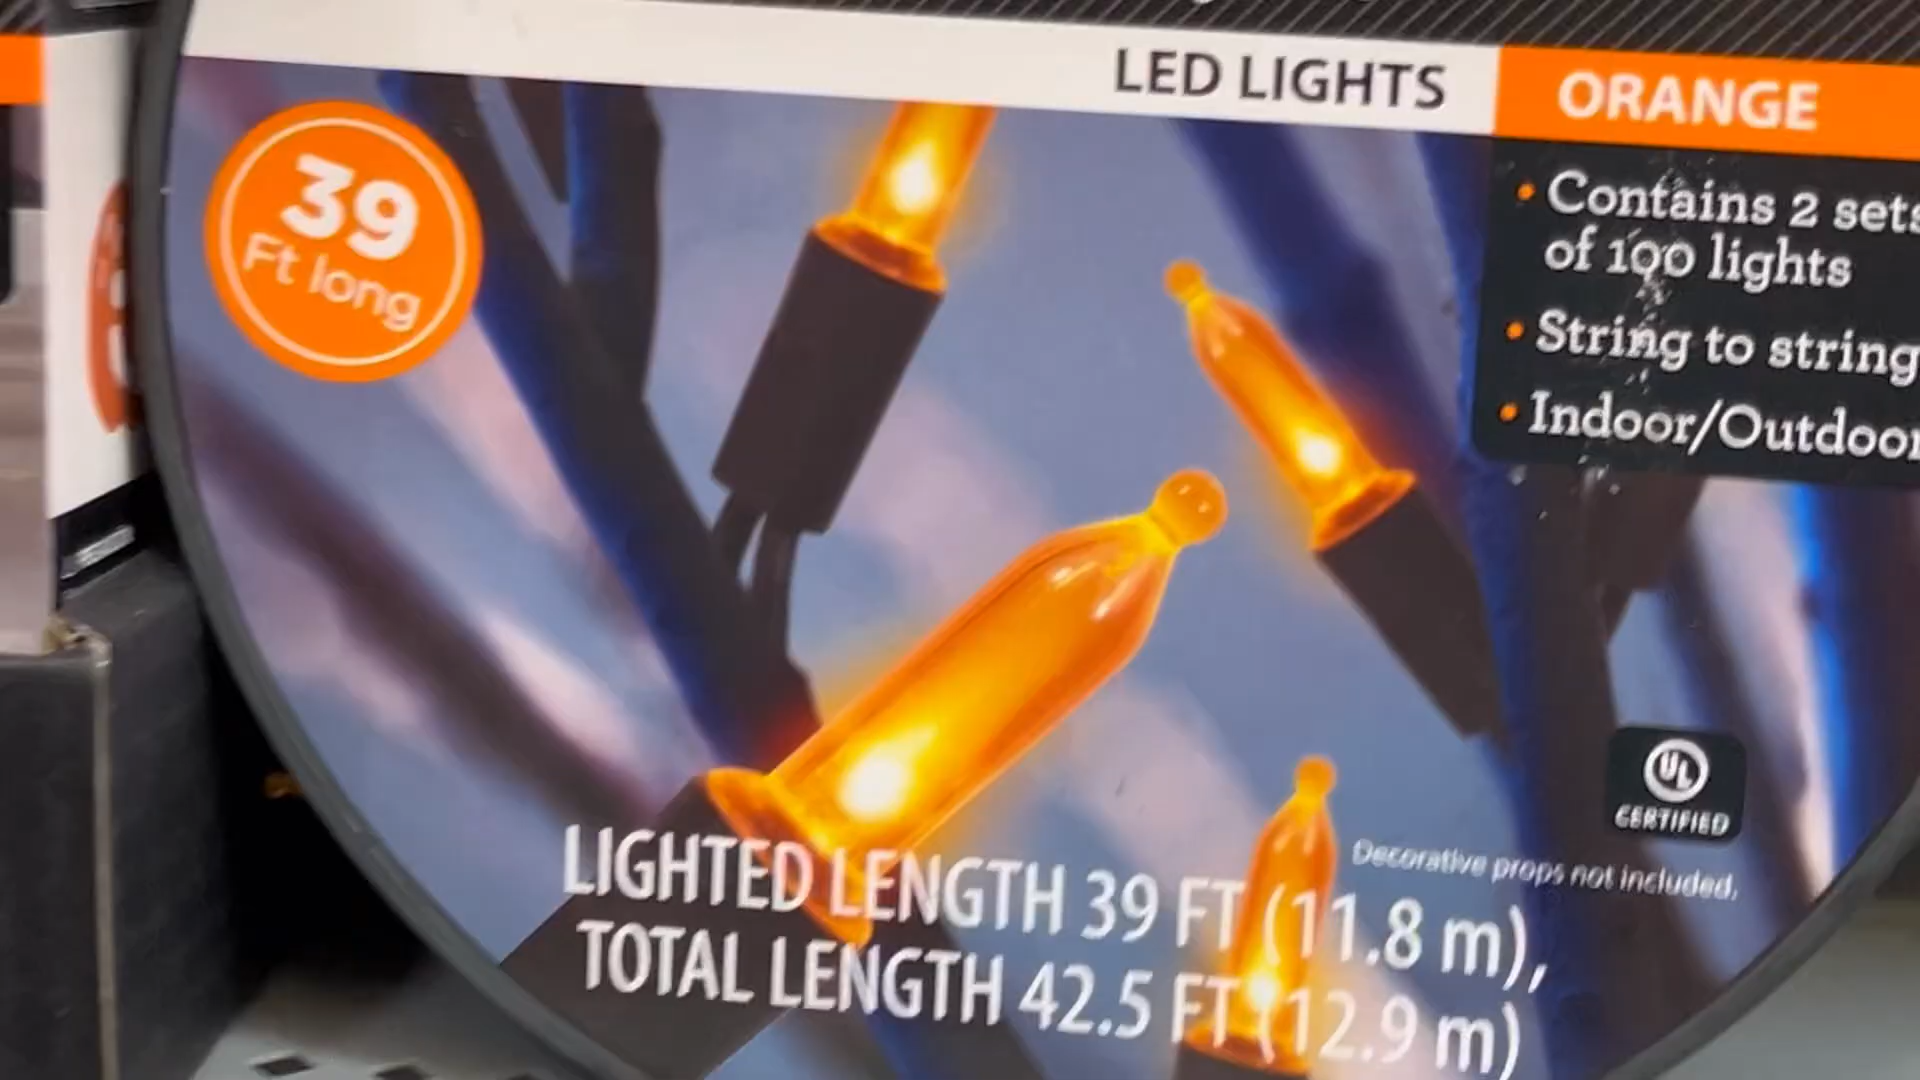 LED LIGHTS
ORANGE
39
Ft long
• Contains 2 sets
of 100 lights
• String to string
• Indoor/Outdoor
UL
CERTIFIED
Decorative props not included.
LIGHTED LENGTH 39 FT (11.8 m),
TOTAL LENGTH 42.5 FT (12.9 m)